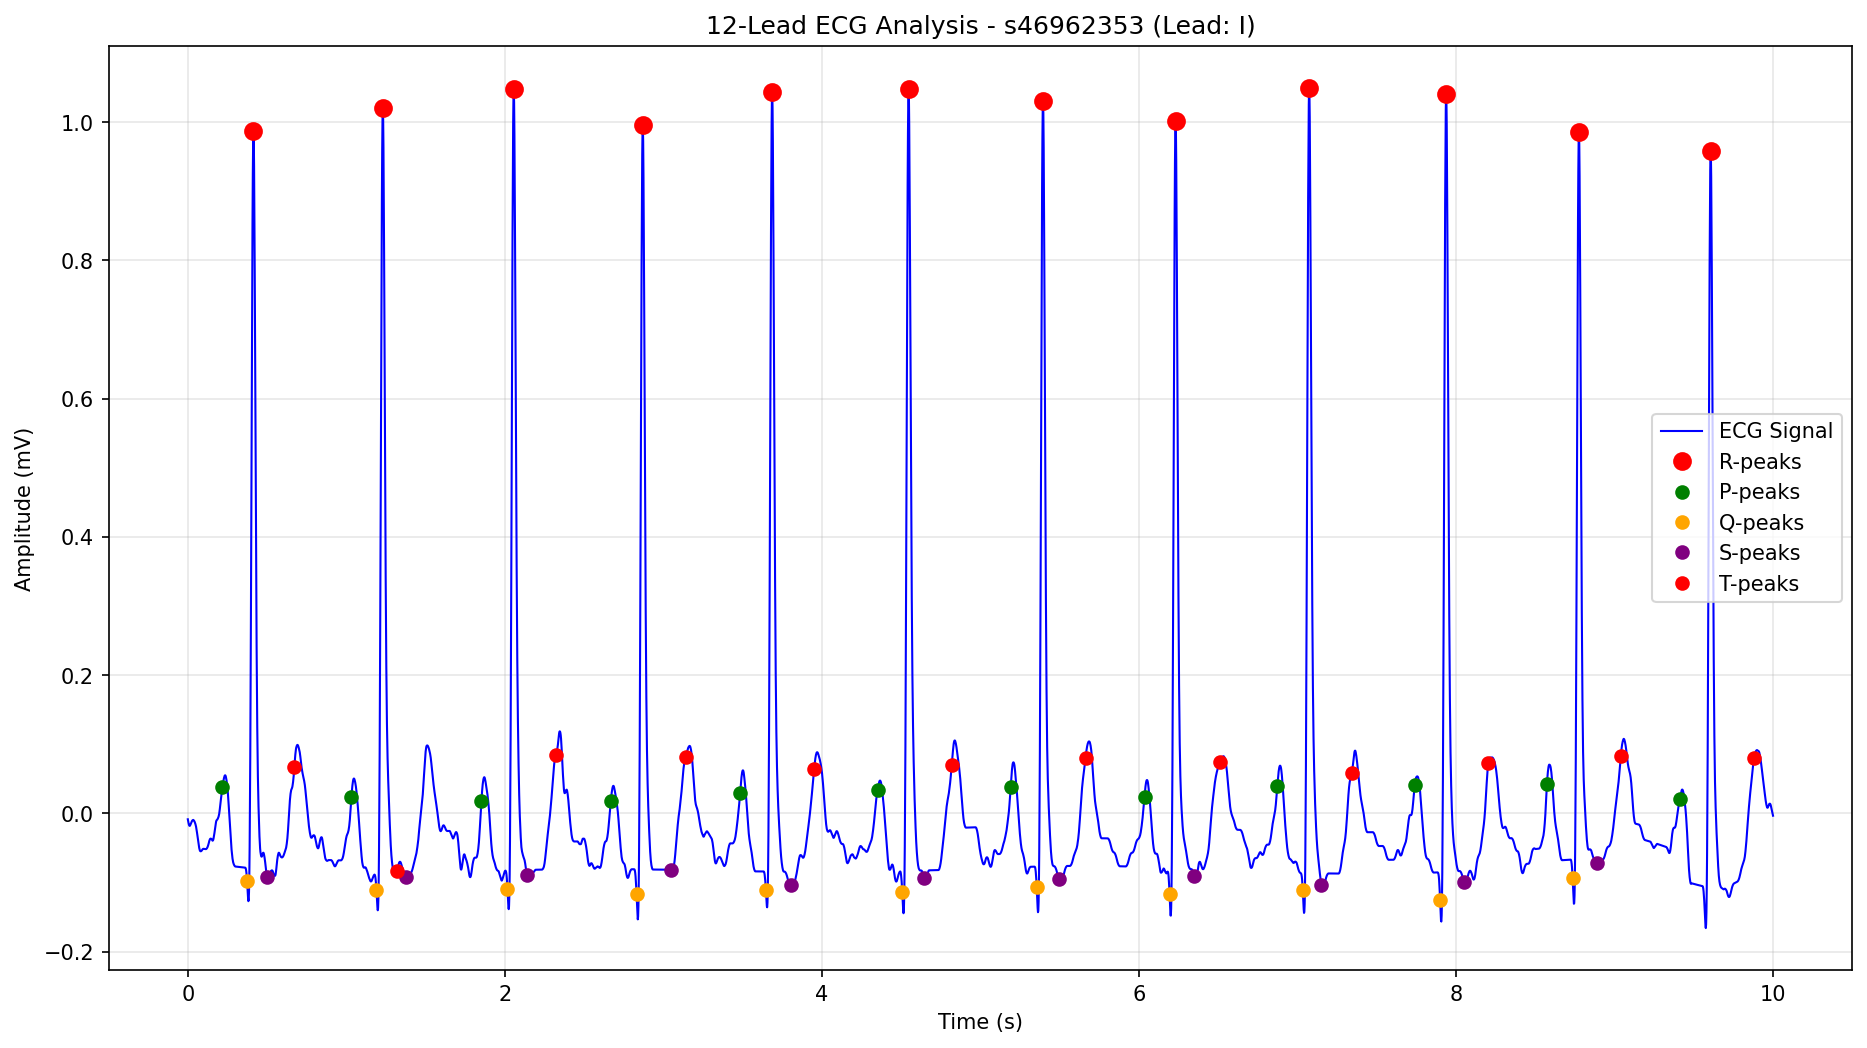 12-Lead ECG Analysis - s46962353 (Lead: I)
Amplitude (mV)
1.0
0.8
0.6
0.4
0.2
0.0
−0.2
ECG Signal
R-peaks
P-peaks
Q-peaks
S-peaks
T-peaks
0 2 4 6 8 10
Time (s)